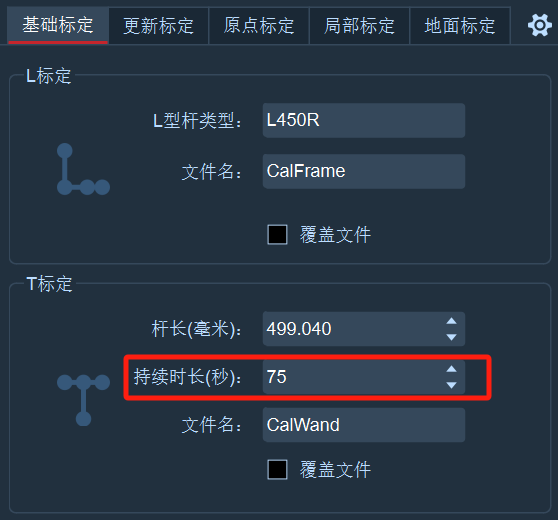 基础标定 更新标定 原点标定 局部标定 地面标定
L标定
L型杆类型： L450R
文件名： CalFrame
覆盖文件
T标定
杆长(毫米)： 499.040
持续时长(秒)： 75
文件名： CalWand
覆盖文件